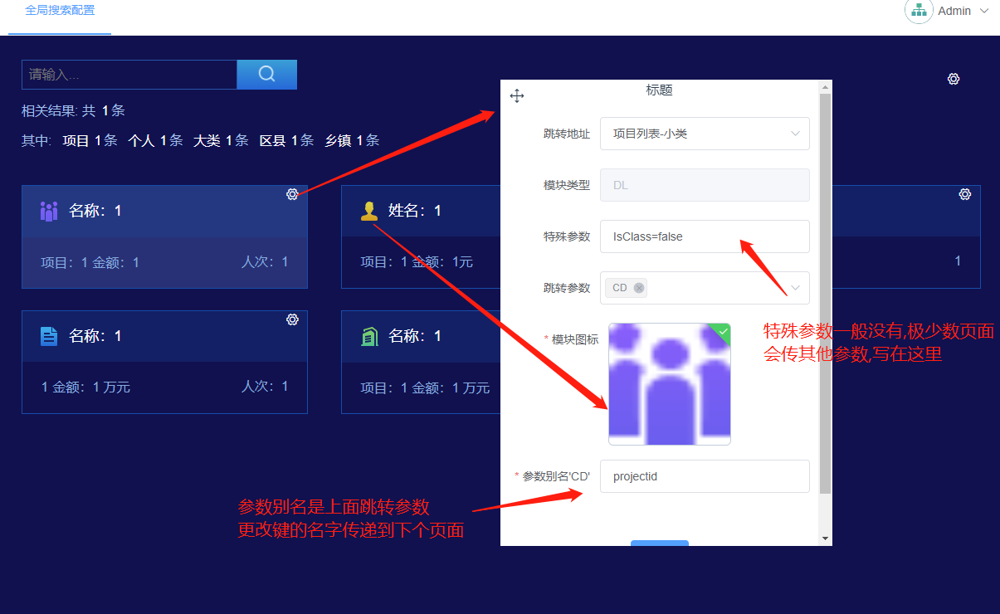 全局搜索配置
Admin
请输入...
相关结果: 共 1条
其中: 项目 1条 个人 1条 大类 1条 区县 1条 乡镇 1条
名称：1
项目：1 金额：1
人次：1
姓名：1
项目：1 金额：1元
1
名称：1
1 金额：1 万元
人次：1
名称：1
项目：1 金额：1 万元
标题
跳转地址
项目列表-小类
模块类型
DL
特殊参数
IsClass=false
跳转参数
CD
* 模块图标
* 参数别名'CD'
projectid
特殊参数一般没有,极少数页面
会传其他参数,写在这里
参数别名是上面跳转参数
更改键的名字传递到下个页面